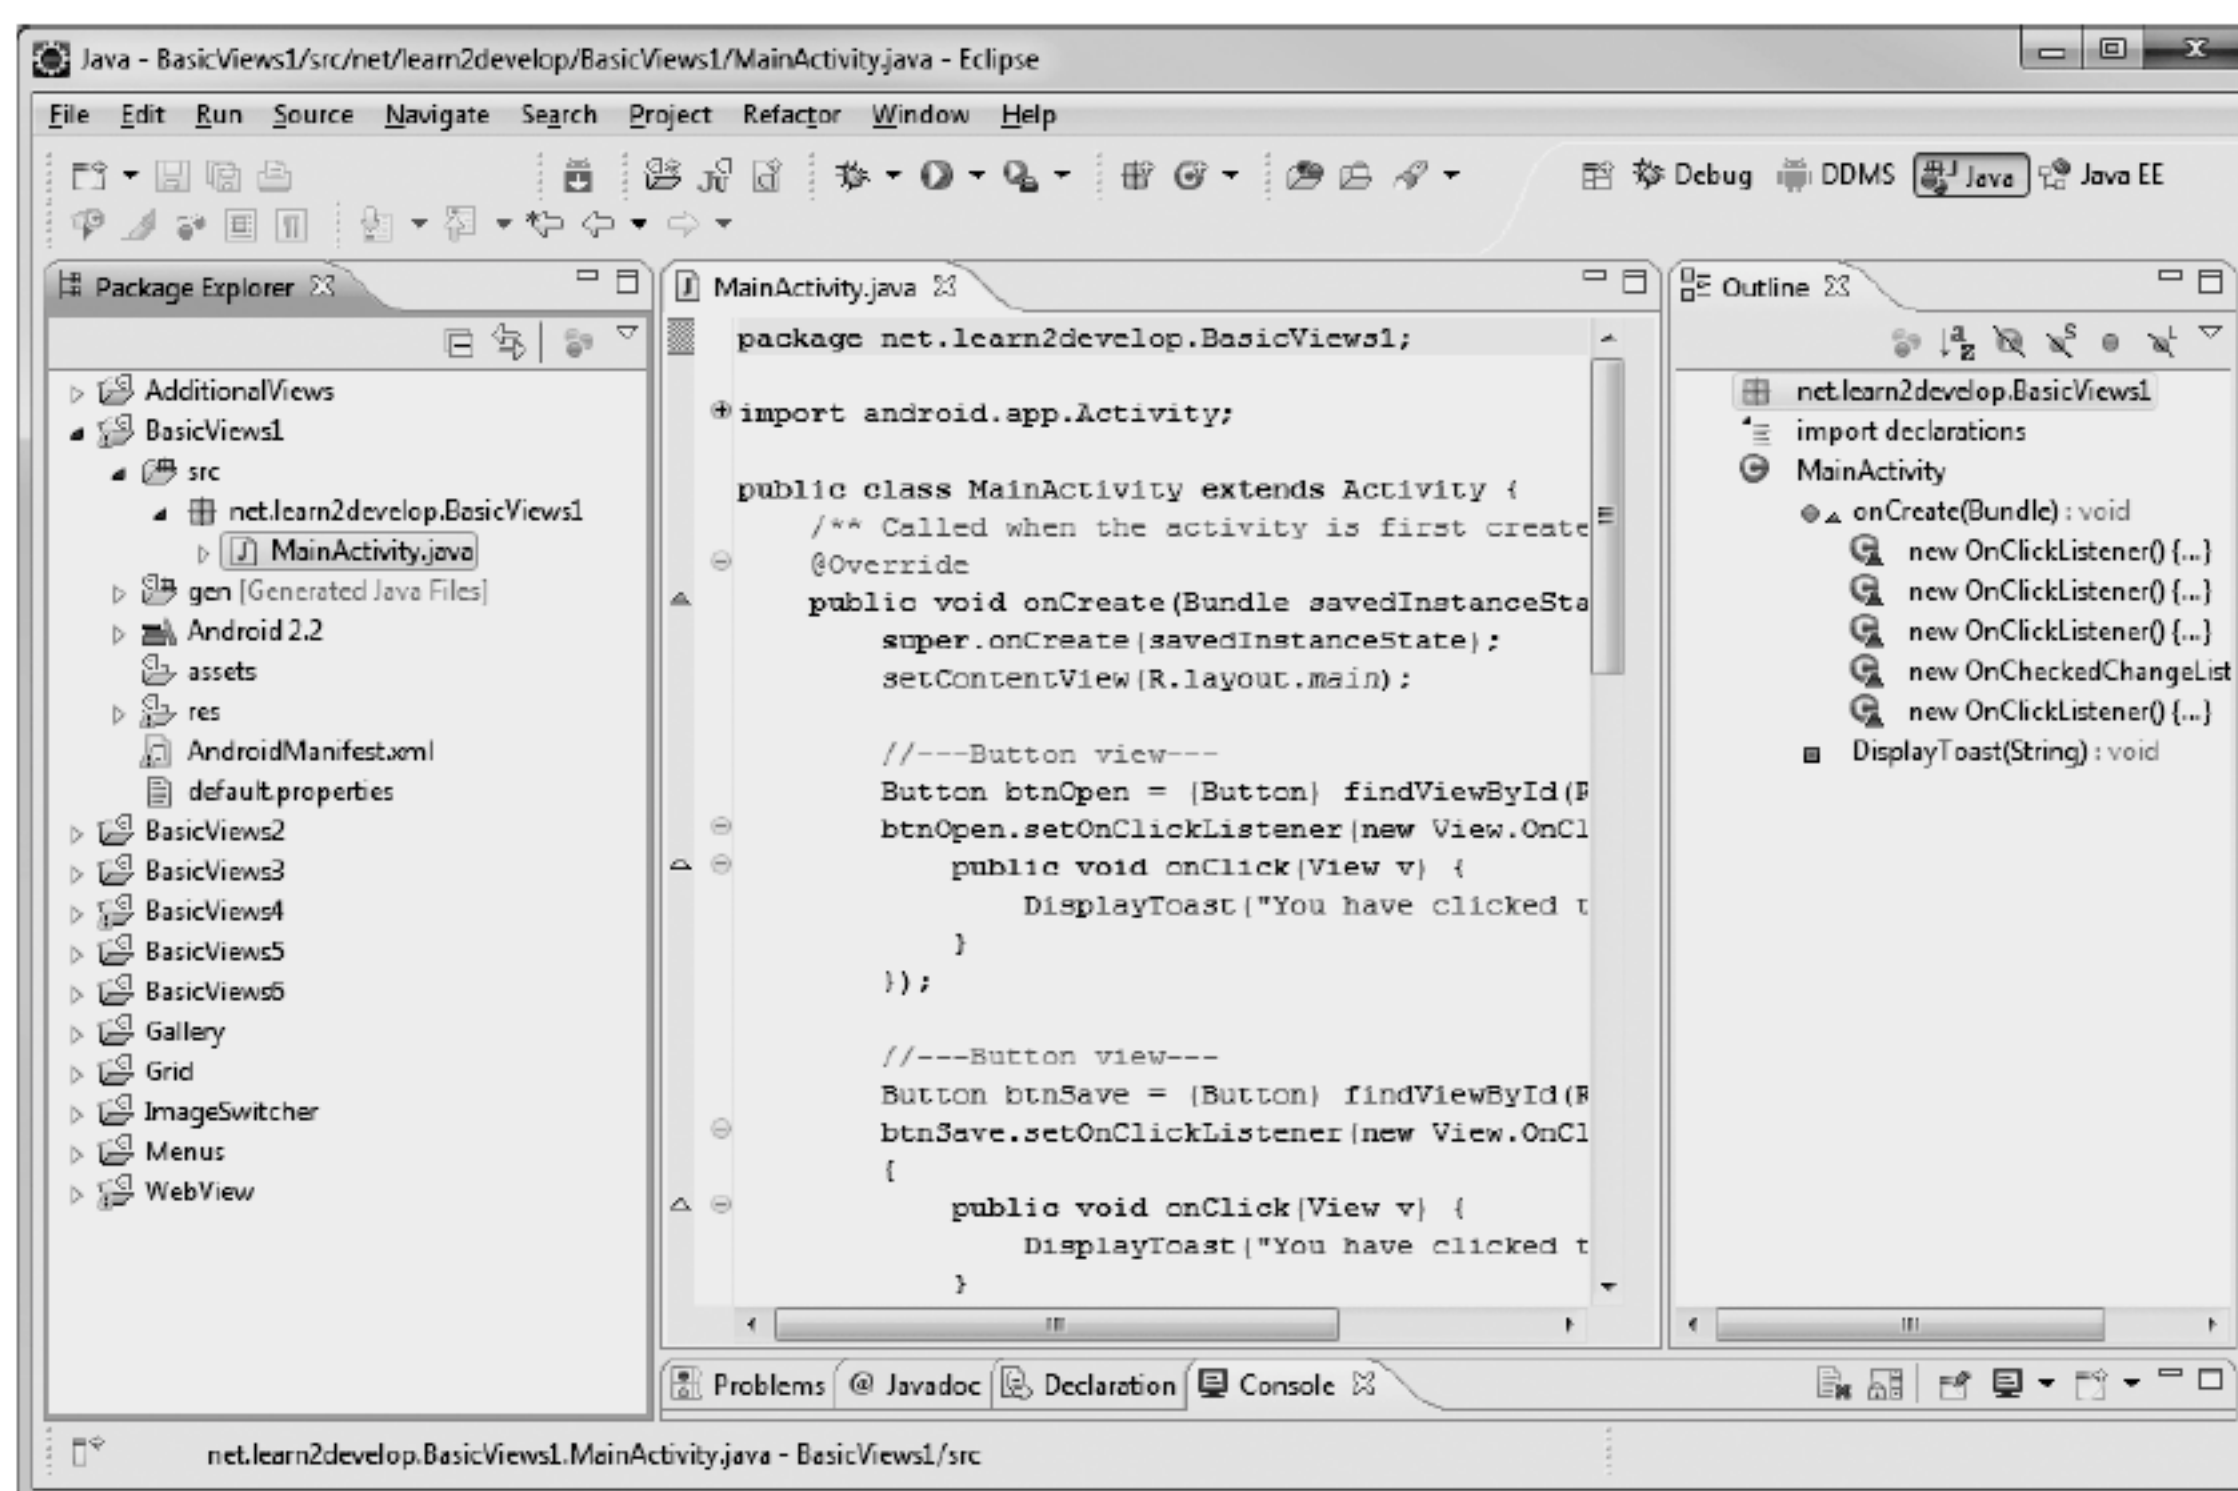 Java - BasicViews1/src/net/learn2develop/BasicViews1/MainActivity.java - Eclipse
File Edit Run Source Navigate Search Project Refactor Window Help
Debug DDMS Java Java EE
Package Explorer
AdditionalViews
BasicViews1
src
net.learn2develop.BasicViews1
MainActivity.java
gen [Generated Java Files]
Android 2.2
assets
res
AndroidManifest.xml
default.properties
BasicViews2
BasicViews3
BasicViews4
BasicViews5
BasicViews6
Gallery
Grid
ImageSwitcher
Menus
WebView
MainActivity.java
package net.learn2develop.BasicViews1;
import android.app.Activity;
public class MainActivity extends Activity {
/** Called when the activity is first create
@Override
public void onCreate(Bundle savedInstanceSta
super.onCreate(savedInstanceState);
setContentView(R.layout.main);
//---Button view---
Button btnOpen = (Button) findViewById(R
btnOpen.setOnClickListener(new View.OnCl
public void onClick(View v) {
DisplayToast("You have clicked t
}
});
//---Button view---
Button btnSave = (Button) findViewById(R
btnSave.setOnClickListener(new View.OnCl
{
public void onClick(View v) {
DisplayToast("You have clicked t
}
Outline
net.learn2develop.BasicViews1
import declarations
MainActivity
onCreate(Bundle) : void
new OnClickListener() {...}
new OnClickListener() {...}
new OnClickListener() {...}
new OnCheckedChangeList
new OnClickListener() {...}
DisplayToast(String) : void
Problems @ Javadoc Declaration Console
net.learn2develop.BasicViews1.MainActivity.java - BasicViews1/src